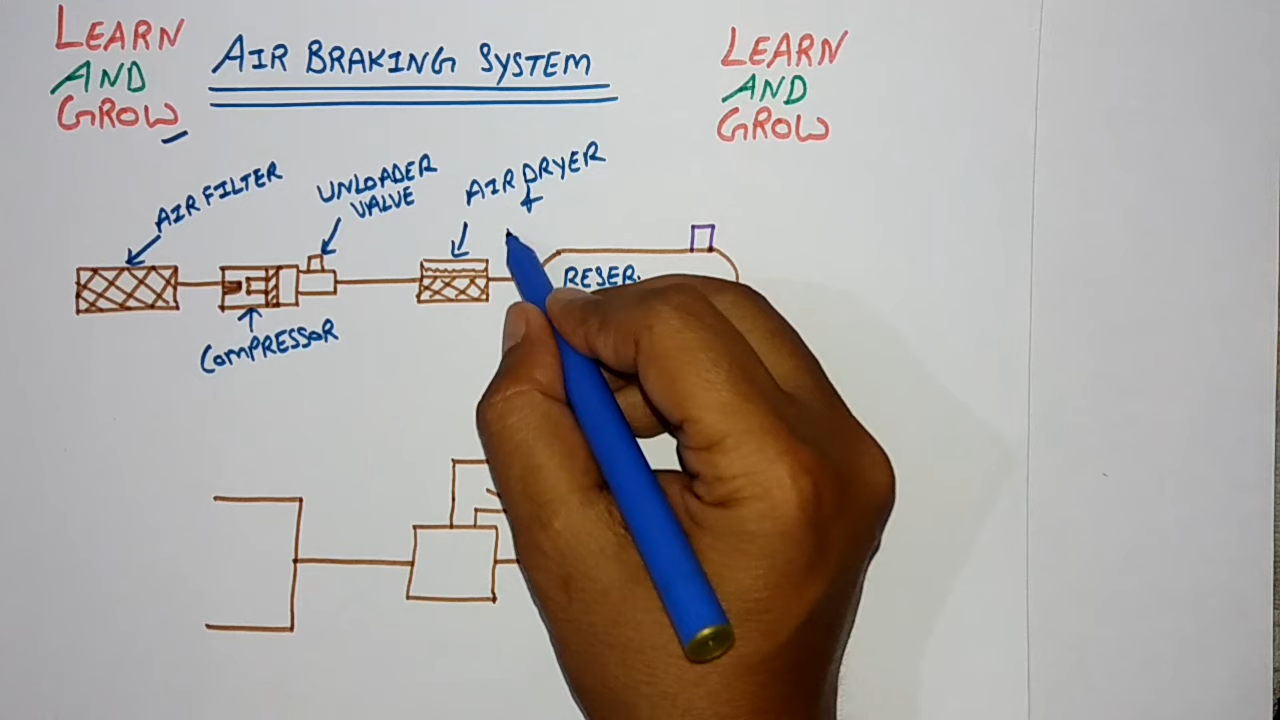 LEARN
AND
GROW
AIR BRAKING SYSTEM
LEARN
AND
GROW
AIR FILTER
UNLOADER
VALVE
AIR DRYER
RESER.
COMPRESSOR